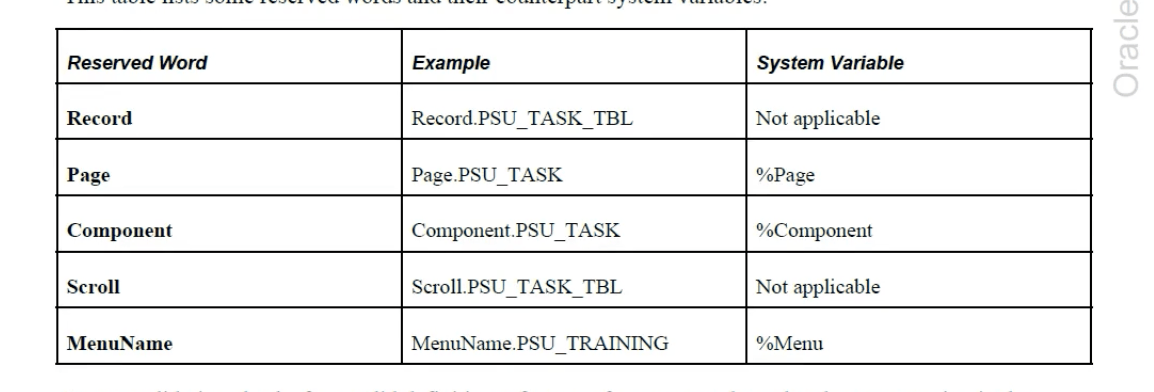 This table lists some reserved words and their counterpart system variables:
Reserved Word Example System Variable
Record Record.PSU_TASK_TBL Not applicable
Page Page.PSU_TASK %Page
Component Component.PSU_TASK %Component
Scroll Scroll.PSU_TASK_TBL Not applicable
MenuName MenuName.PSU_TRAINING %Menu
Oracle